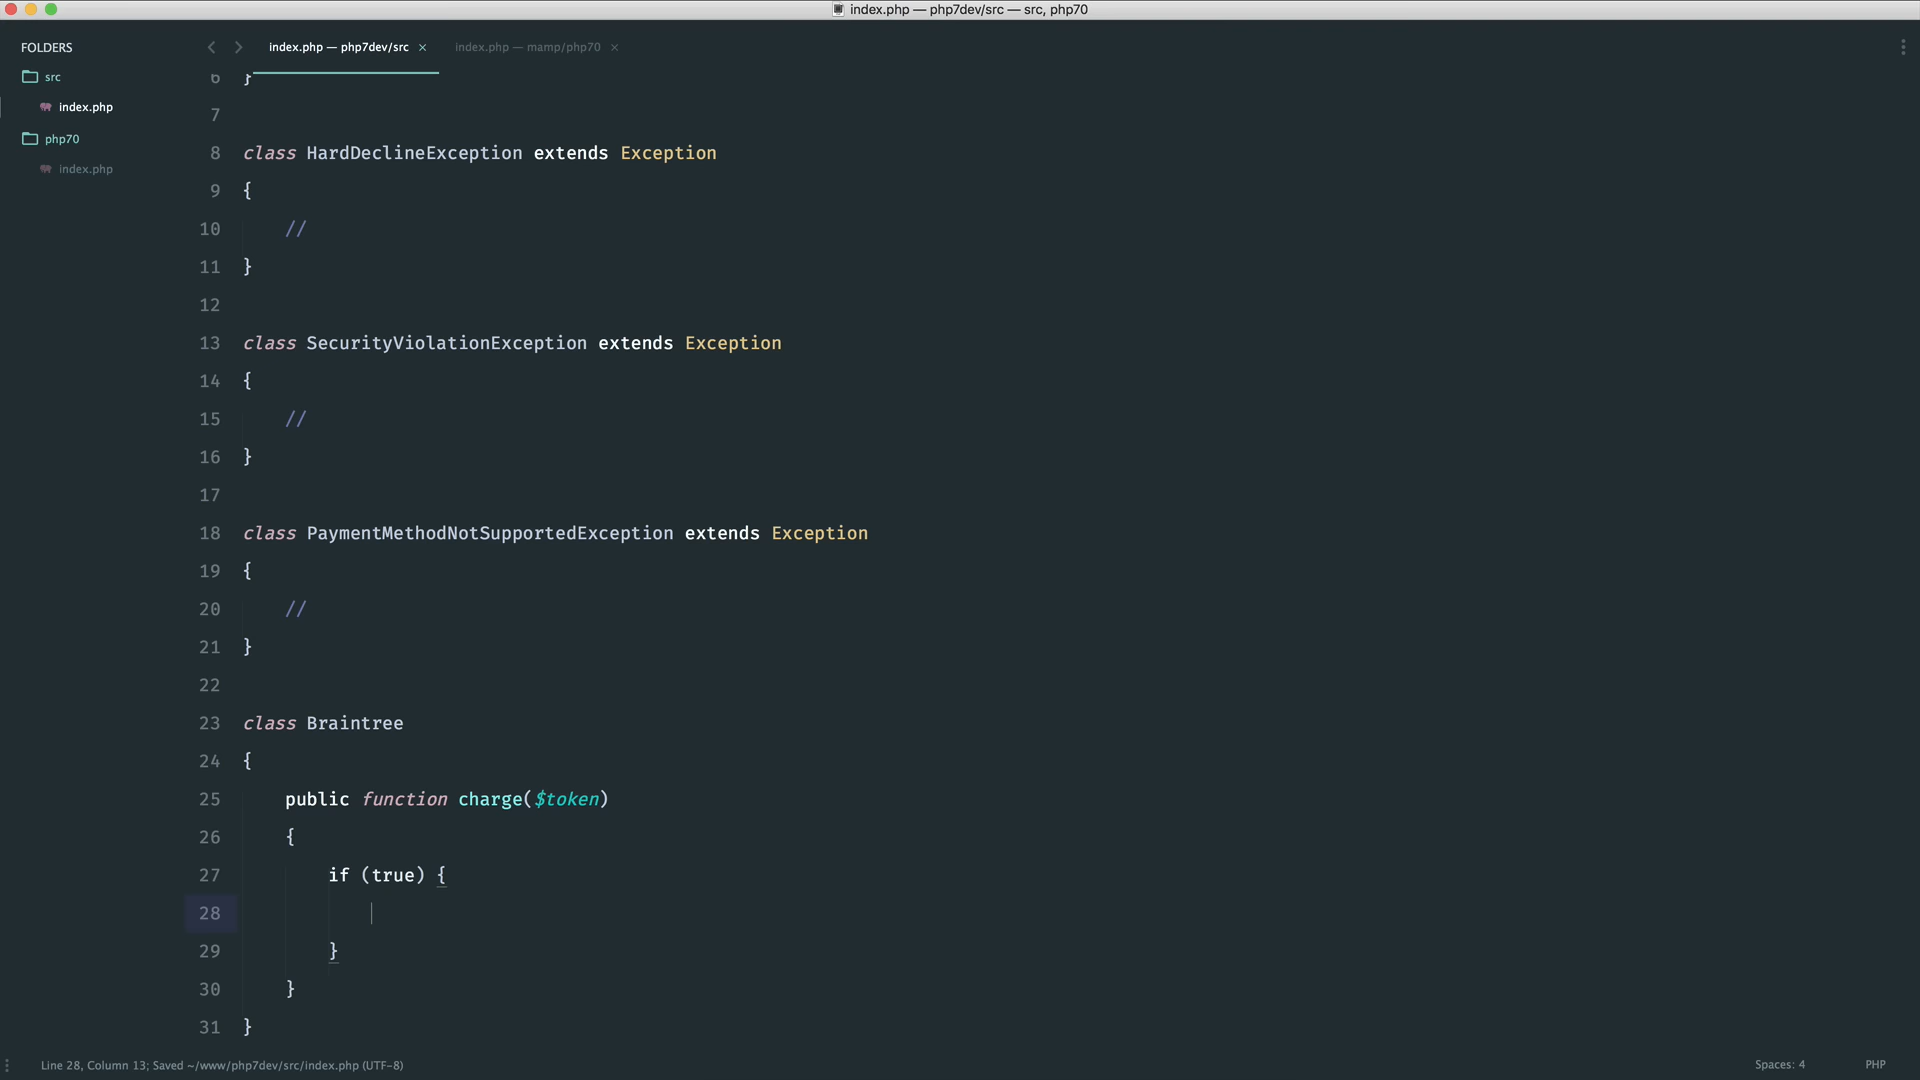 index.php — php7dev/src — src, php70
FOLDERS
src
index.php
php70
index.php
index.php — php7dev/src ×
index.php — mamp/php70 ×
6 }
7
8 class HardDeclineException extends Exception
9 {
10 //
11 }
12
13 class SecurityViolationException extends Exception
14 {
15 //
16 }
17
18 class PaymentMethodNotSupportedException extends Exception
19 {
20 //
21 }
22
23 class Braintree
24 {
25 public function charge($token)
26 {
27 if (true) {
28
29 }
30 }
31 }
Line 28, Column 13; Saved ~/www/php7dev/src/index.php (UTF-8)
Spaces: 4
PHP